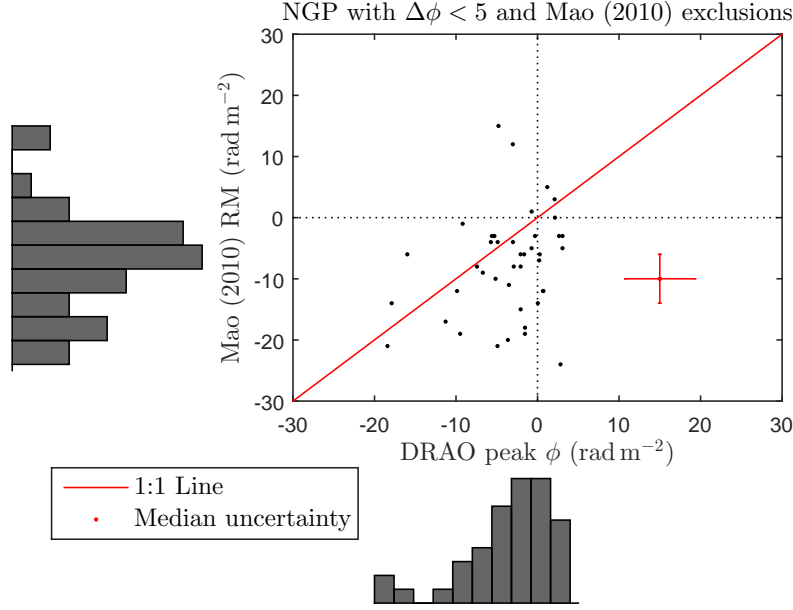 NGP with Δϕ < 5 and Mao (2010) exclusions
Mao (2010) RM (rad m⁻²)
30
20
10
0
-10
-20
-30
-30 -20 -10 0 10 20 30
DRAO peak ϕ (rad m⁻²)
1:1 Line
Median uncertainty